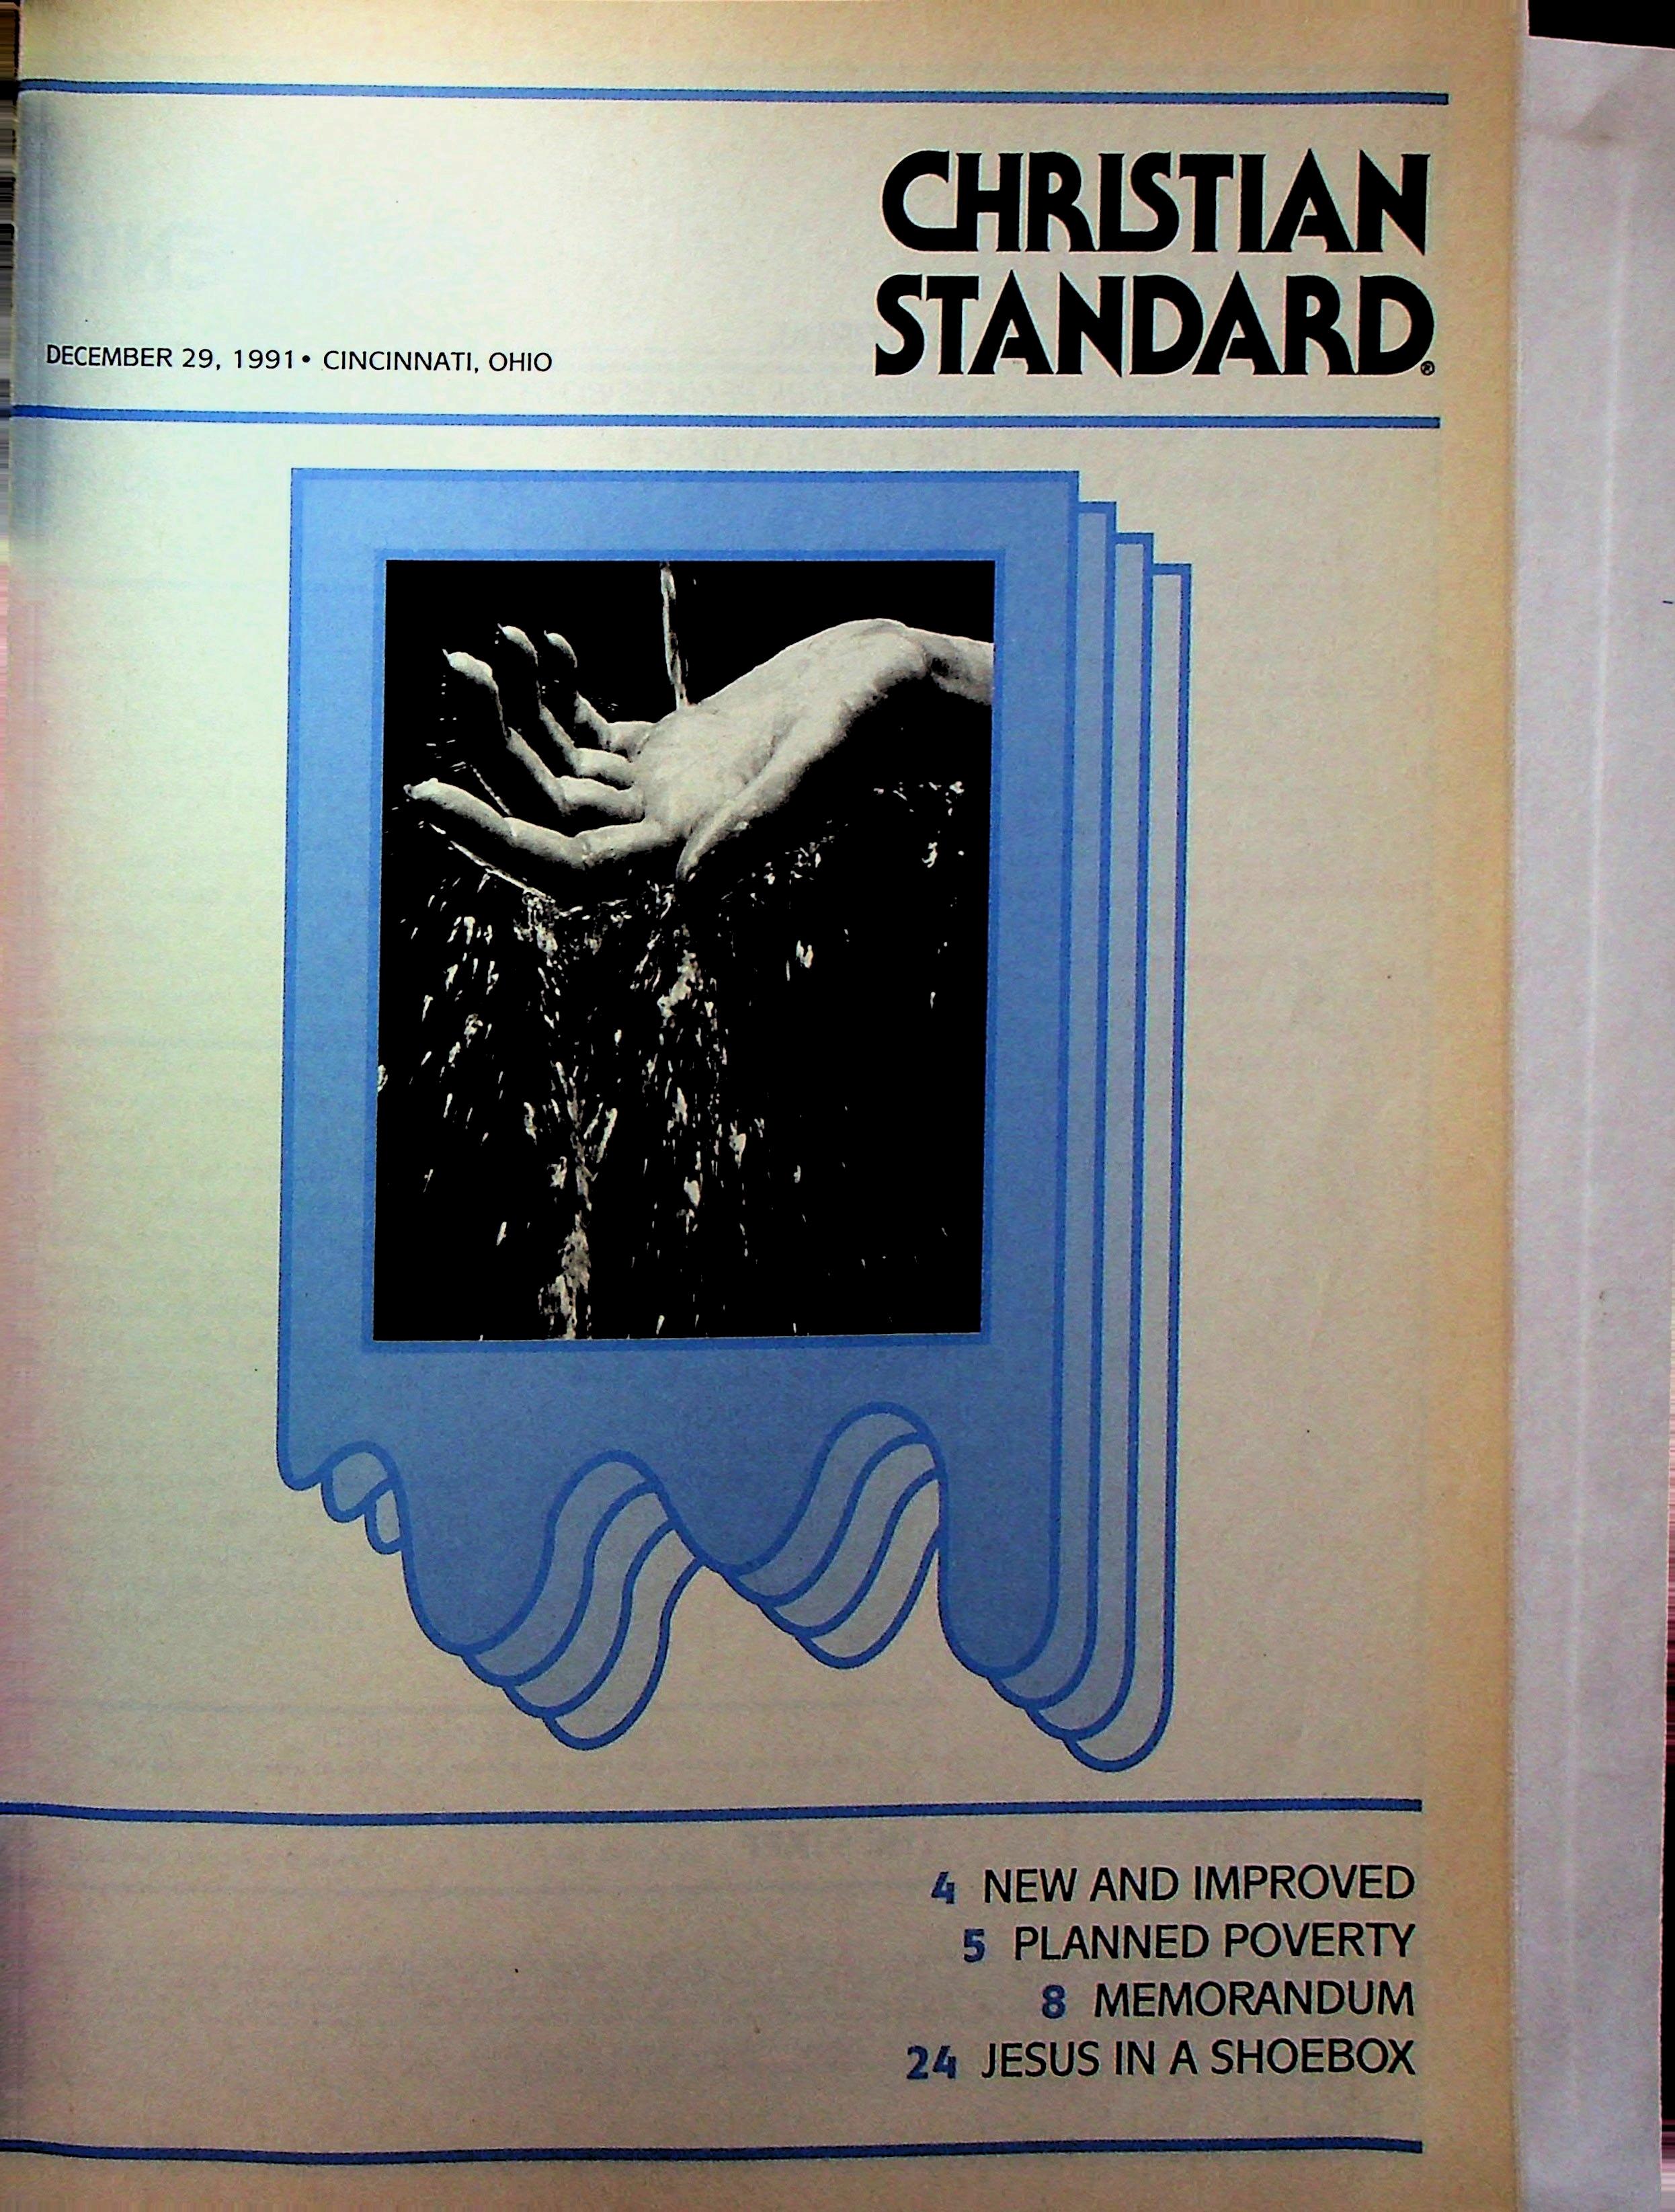 CHRISTIAN
STANDARD®
DECEMBER 29, 1991 • CINCINNATI, OHIO
4 NEW AND IMPROVED
5 PLANNED POVERTY
8 MEMORANDUM
24 JESUS IN A SHOEBOX